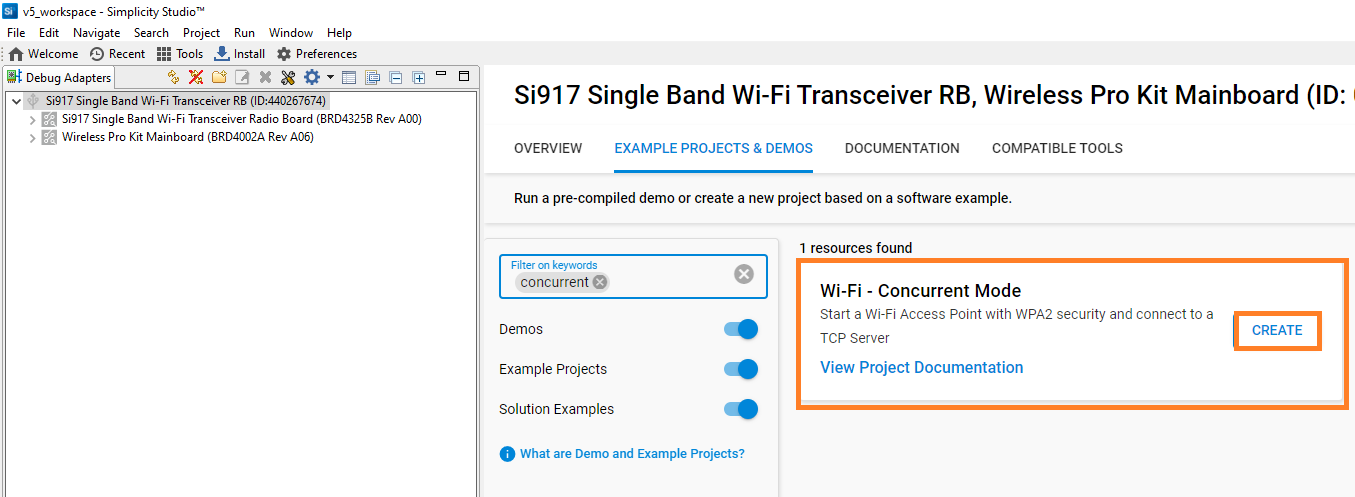 v5_workspace - Simplicity Studio™
File Edit Navigate Search Project Run Window Help
Welcome Recent Tools Install Preferences
Debug Adapters
Si917 Single Band Wi-Fi Transceiver RB (ID:440267674)
Si917 Single Band Wi-Fi Transceiver Radio Board (BRD4325B Rev A00)
Wireless Pro Kit Mainboard (BRD4002A Rev A06)
Si917 Single Band Wi-Fi Transceiver RB, Wireless Pro Kit Mainboard (ID:
OVERVIEW EXAMPLE PROJECTS & DEMOS DOCUMENTATION COMPATIBLE TOOLS
Run a pre-compiled demo or create a new project based on a software example.
Filter on keywords
concurrent
Demos
Example Projects
Solution Examples
What are Demo and Example Projects?
1 resources found
Wi-Fi - Concurrent Mode
Start a Wi-Fi Access Point with WPA2 security and connect to a
TCP Server
View Project Documentation
CREATE